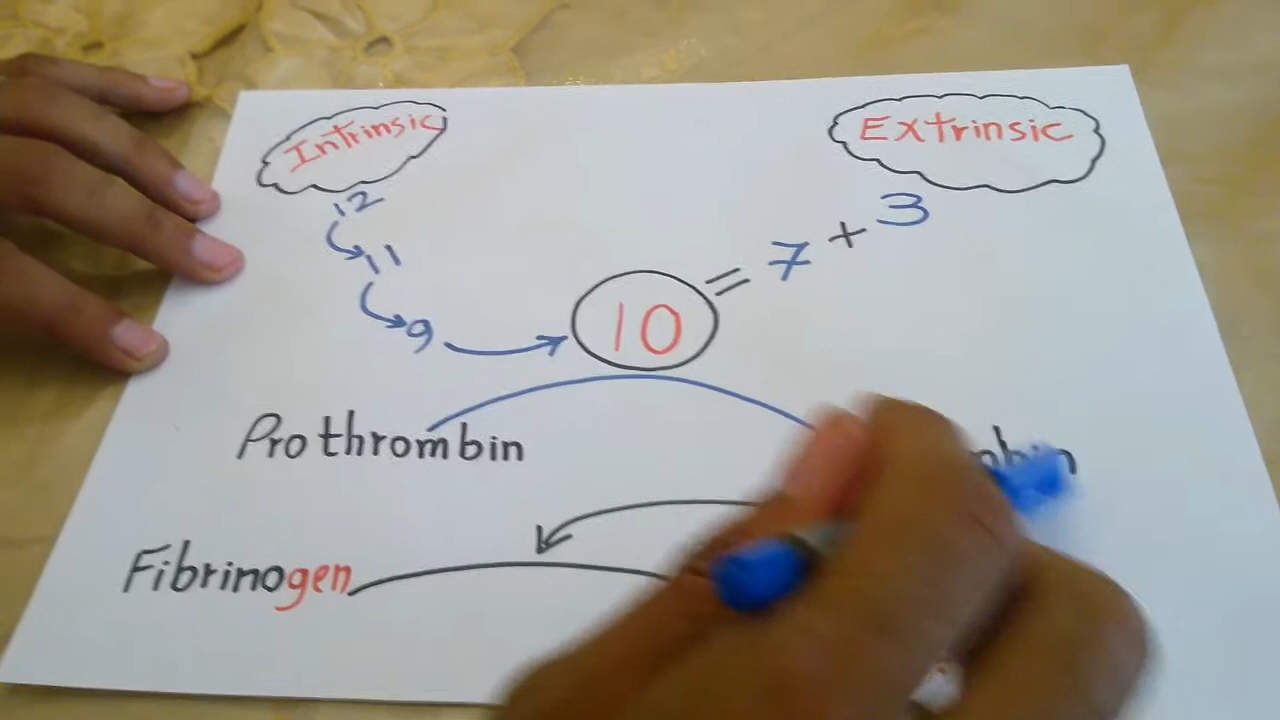 Intrinsic
Extrinsic
12
3
+
7
=
11
9
10
Prothrombin
Fibrinogen